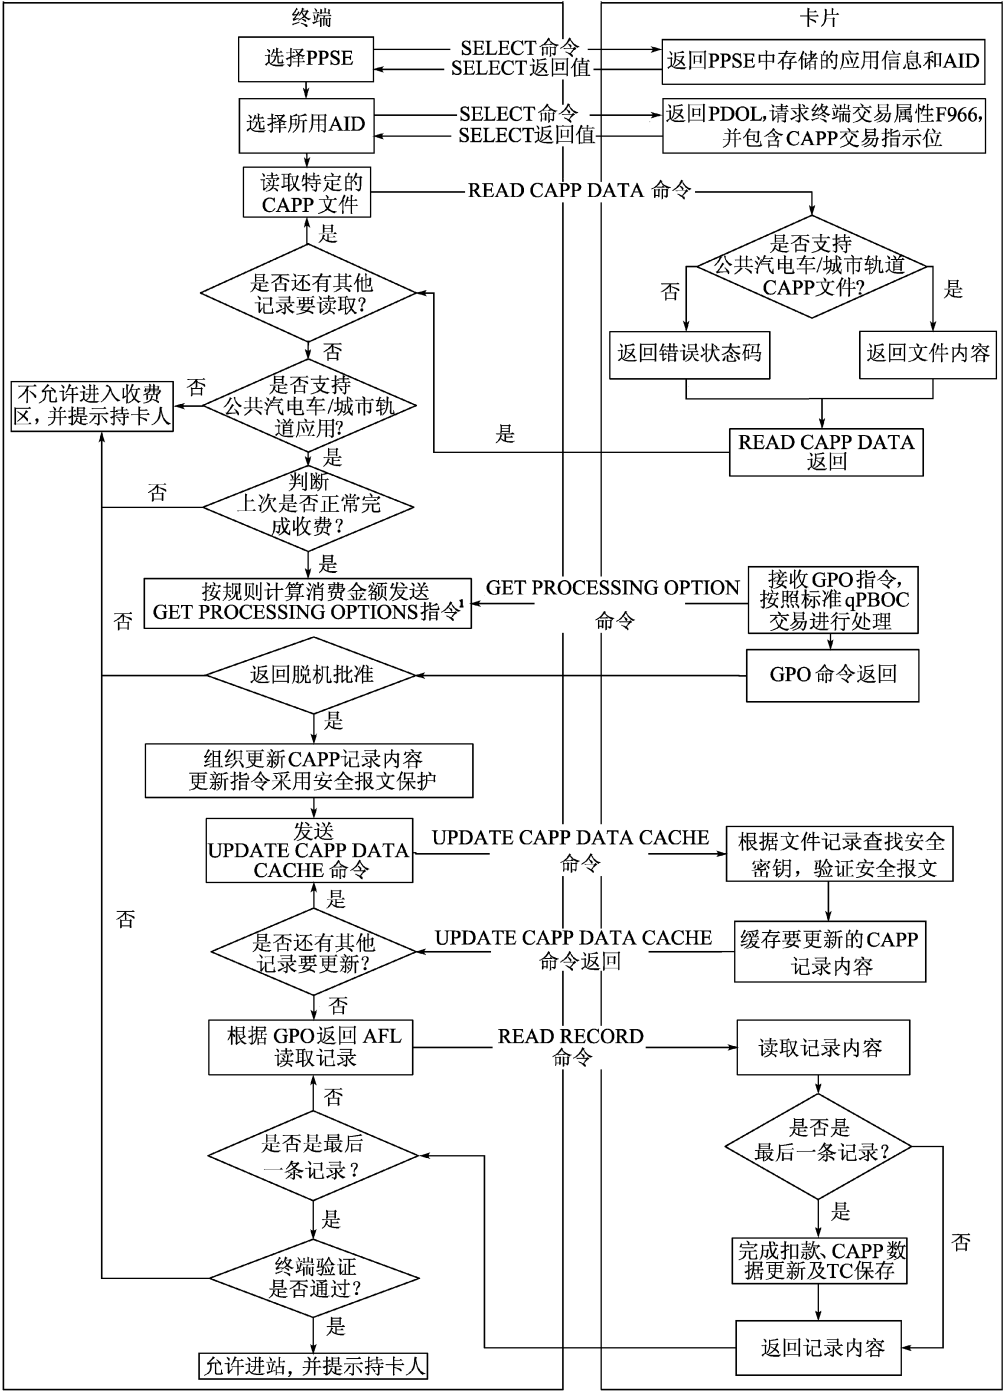 终端
卡片
选择PPSE
SELECT命令
SELECT返回值
返回PPSE中存储的应用信息和AID
选择所用AID
SELECT命令
SELECT返回值
返回PDOL,请求终端交易属性F966,
并包含CAPP交易指示位
读取特定的
CAPP 文件
READ CAPP DATA 命令
是
是否支持
公共汽电车/城市轨道
CAPP文件?
是否还有其他
记录要读取?
否
是
否
返回错误状态码
返回文件内容
不允许进入收费
区,并提示持卡人
否
是否支持
公共汽电车/城市轨
道应用?
是
READ CAPP DATA
返回
是
否
判断
上次是否正常完
成收费?
是
按规则计算消费金额发送
GET PROCESSING OPTIONS指令1
GET PROCESSING OPTION
命令
接收GPO指令,
按照标准qPBOC
交易进行处理
否
返回脱机批准
GPO命令返回
是
组织更新CAPP记录内容
更新指令采用安全报文保护
发送
UPDATE CAPP DATA
CACHE 命令
UPDATE CAPP DATA CACHE
命令
根据文件记录查找安全
密钥，验证安全报文
是
否
是否还有其他
记录要更新?
UPDATE CAPP DATA CACHE
命令返回
缓存要更新的CAPP
记录内容
否
根据 GPO返回 AFL
读取记录
READ RECORD
命令
读取记录内容
否
是否是最后
一条记录?
是否是
最后一条记录?
是
是
否
终端验证
是否通过?
完成扣款、CAPP数
据更新及TC保存
是
返回记录内容
允许进站,并提示持卡人